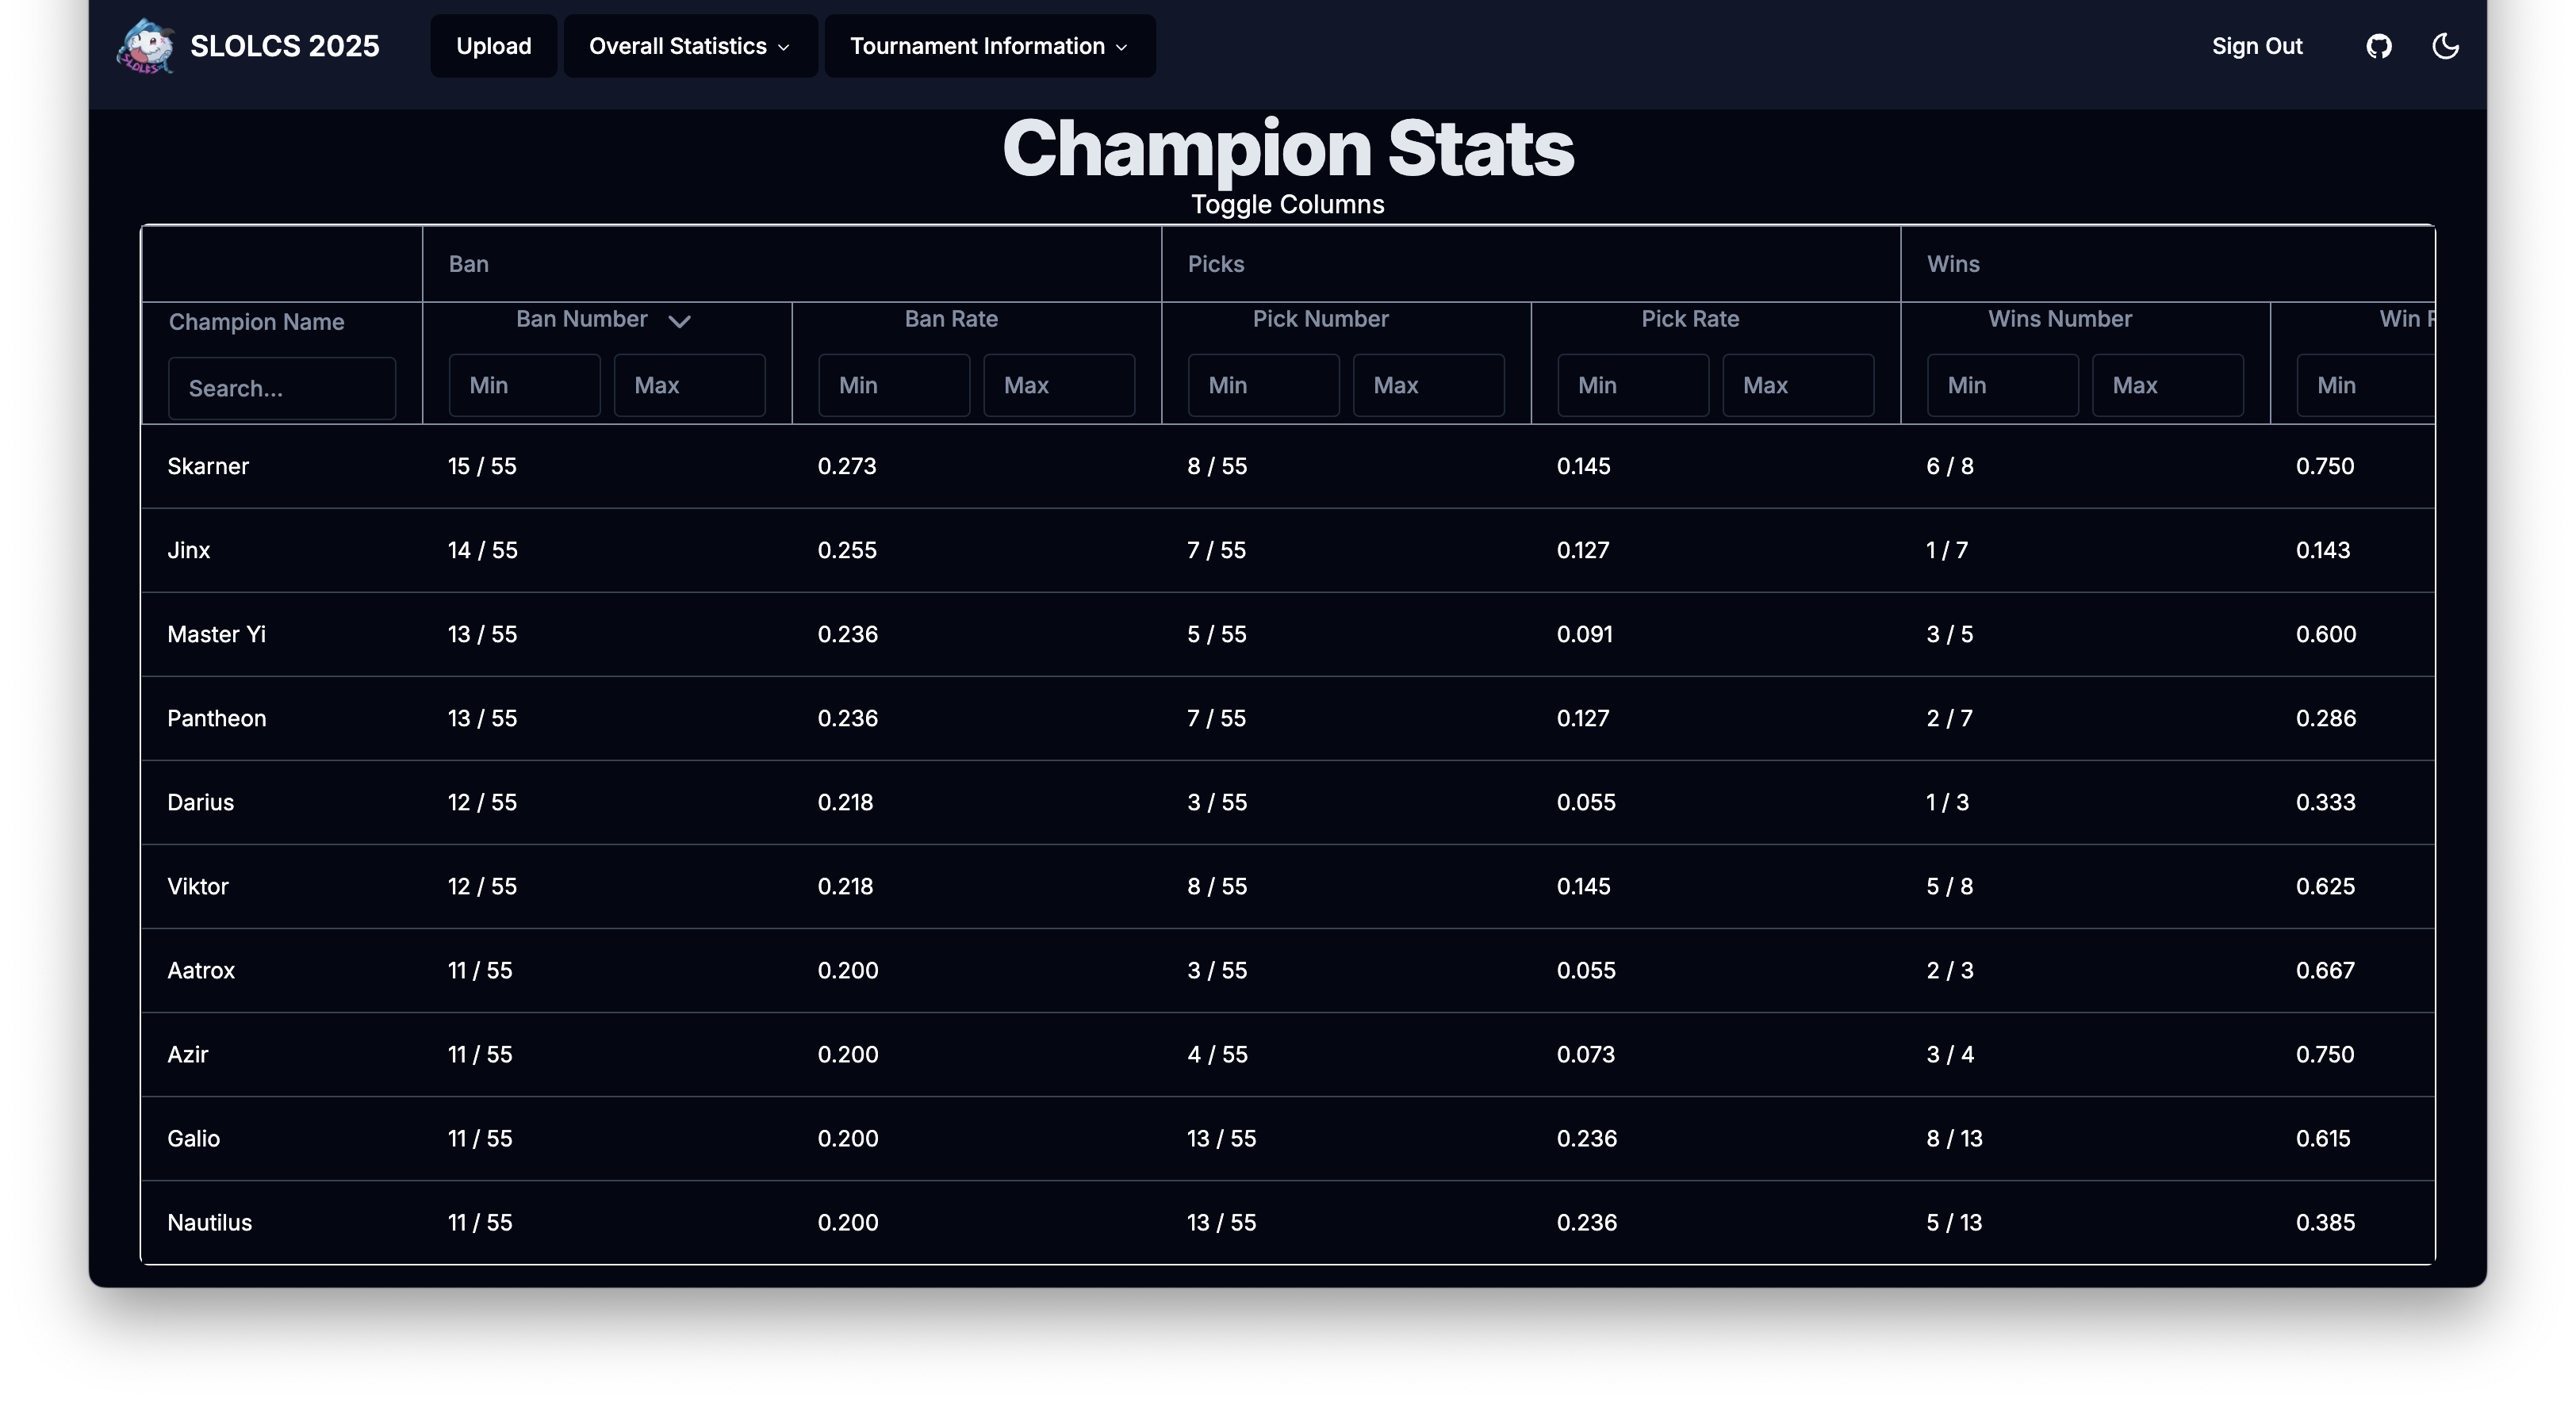 SLOLCS
SLOLCS 2025 Upload Overall Statistics Tournament Information Sign Out
Champion Stats
Toggle Columns
Ban Picks Wins
Champion Name Ban Number Ban Rate Pick Number Pick Rate Wins Number Win
Search... Min Max Min Max Min Max Min Max Min Max Min
Skarner 15 / 55 0.273 8 / 55 0.145 6 / 8 0.750
Jinx 14 / 55 0.255 7 / 55 0.127 1 / 7 0.143
Master Yi 13 / 55 0.236 5 / 55 0.091 3 / 5 0.600
Pantheon 13 / 55 0.236 7 / 55 0.127 2 / 7 0.286
Darius 12 / 55 0.218 3 / 55 0.055 1 / 3 0.333
Viktor 12 / 55 0.218 8 / 55 0.145 5 / 8 0.625
Aatrox 11 / 55 0.200 3 / 55 0.055 2 / 3 0.667
Azir 11 / 55 0.200 4 / 55 0.073 3 / 4 0.750
Galio 11 / 55 0.200 13 / 55 0.236 8 / 13 0.615
Nautilus 11 / 55 0.200 13 / 55 0.236 5 / 13 0.385